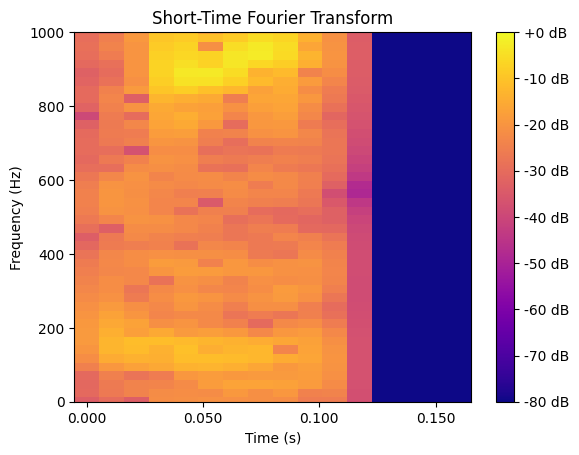 Short-Time Fourier Transform
1000
800
600
400
200
0
Frequency (Hz)
0.000
0.050
0.100
0.150
Time (s)
+0 dB
-10 dB
-20 dB
-30 dB
-40 dB
-50 dB
-60 dB
-70 dB
-80 dB